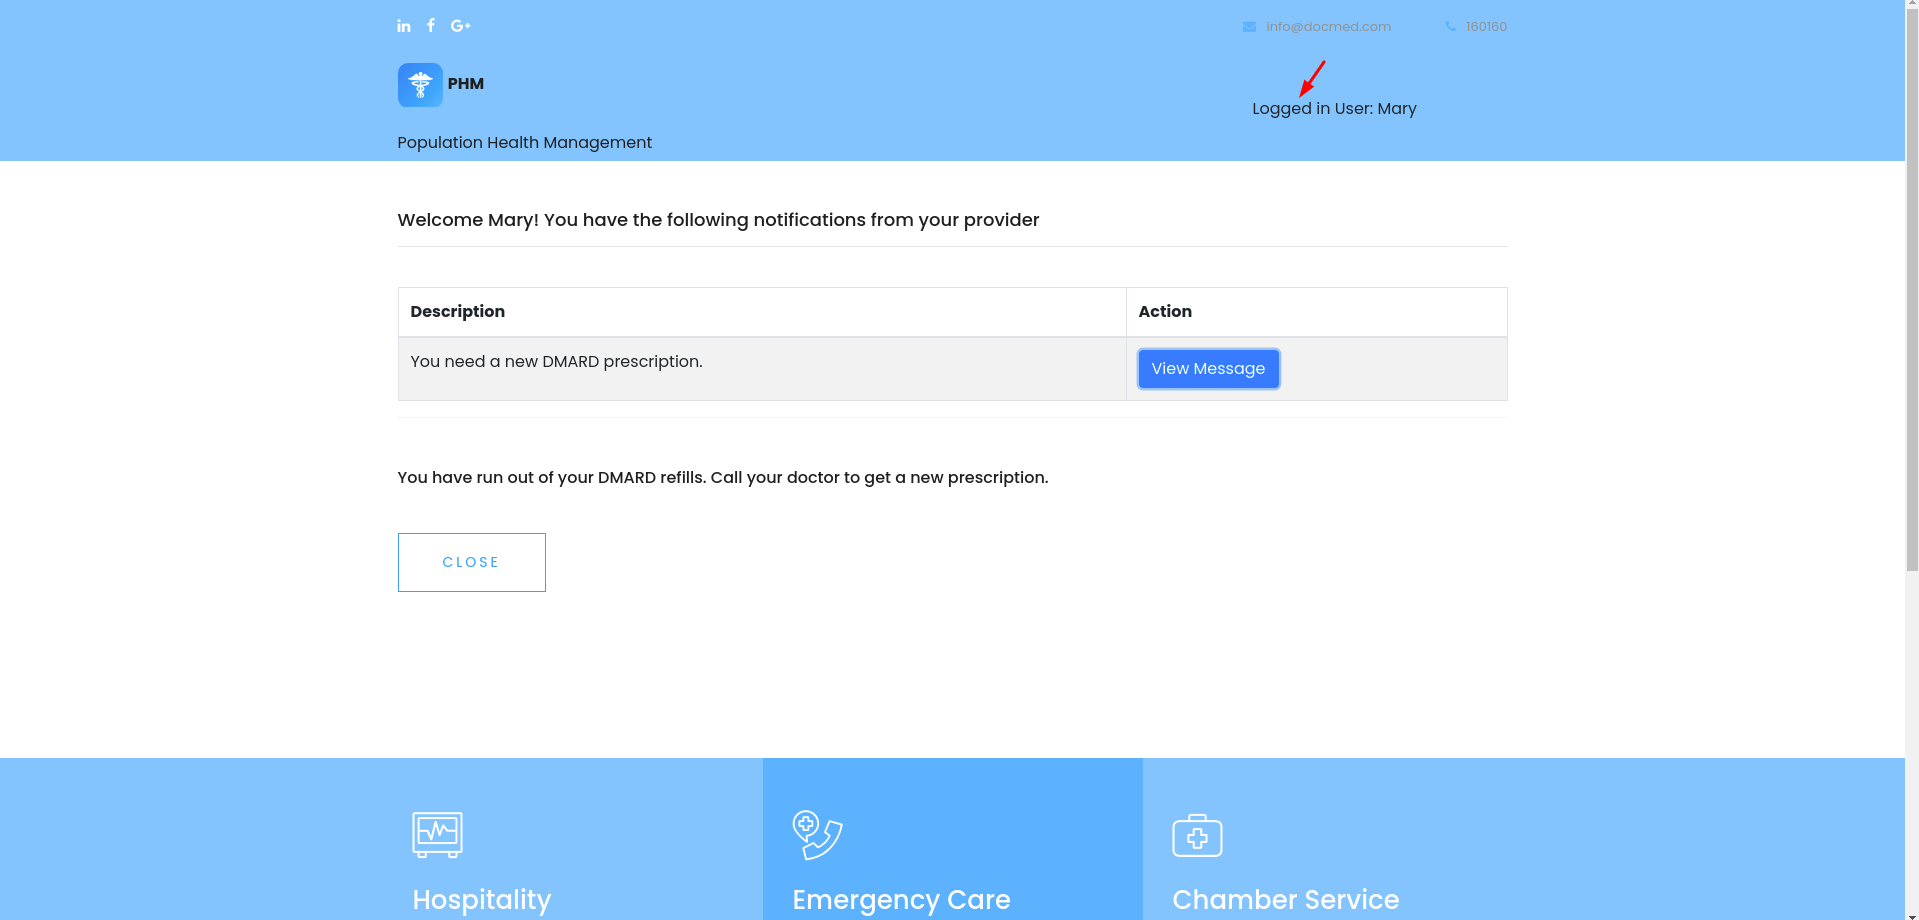 info@docmed.com
160160
PHM
Logged in User: Mary
Population Health Management
Welcome Mary! You have the following notifications from your provider
Description
Action
You need a new DMARD prescription.
View Message
You have run out of your DMARD refills. Call your doctor to get a new prescription.
CLOSE
Hospitality
Emergency Care
Chamber Service